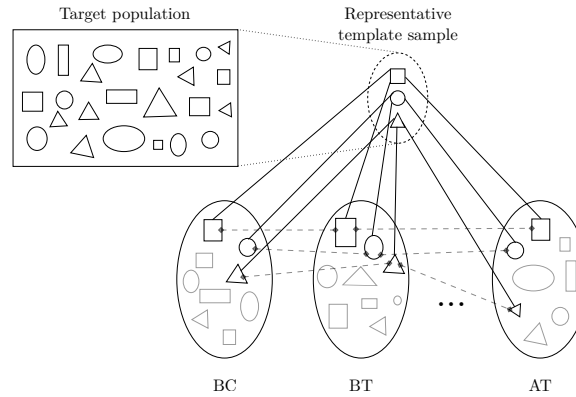 Target population
Representative
template sample
BC
BT
AT